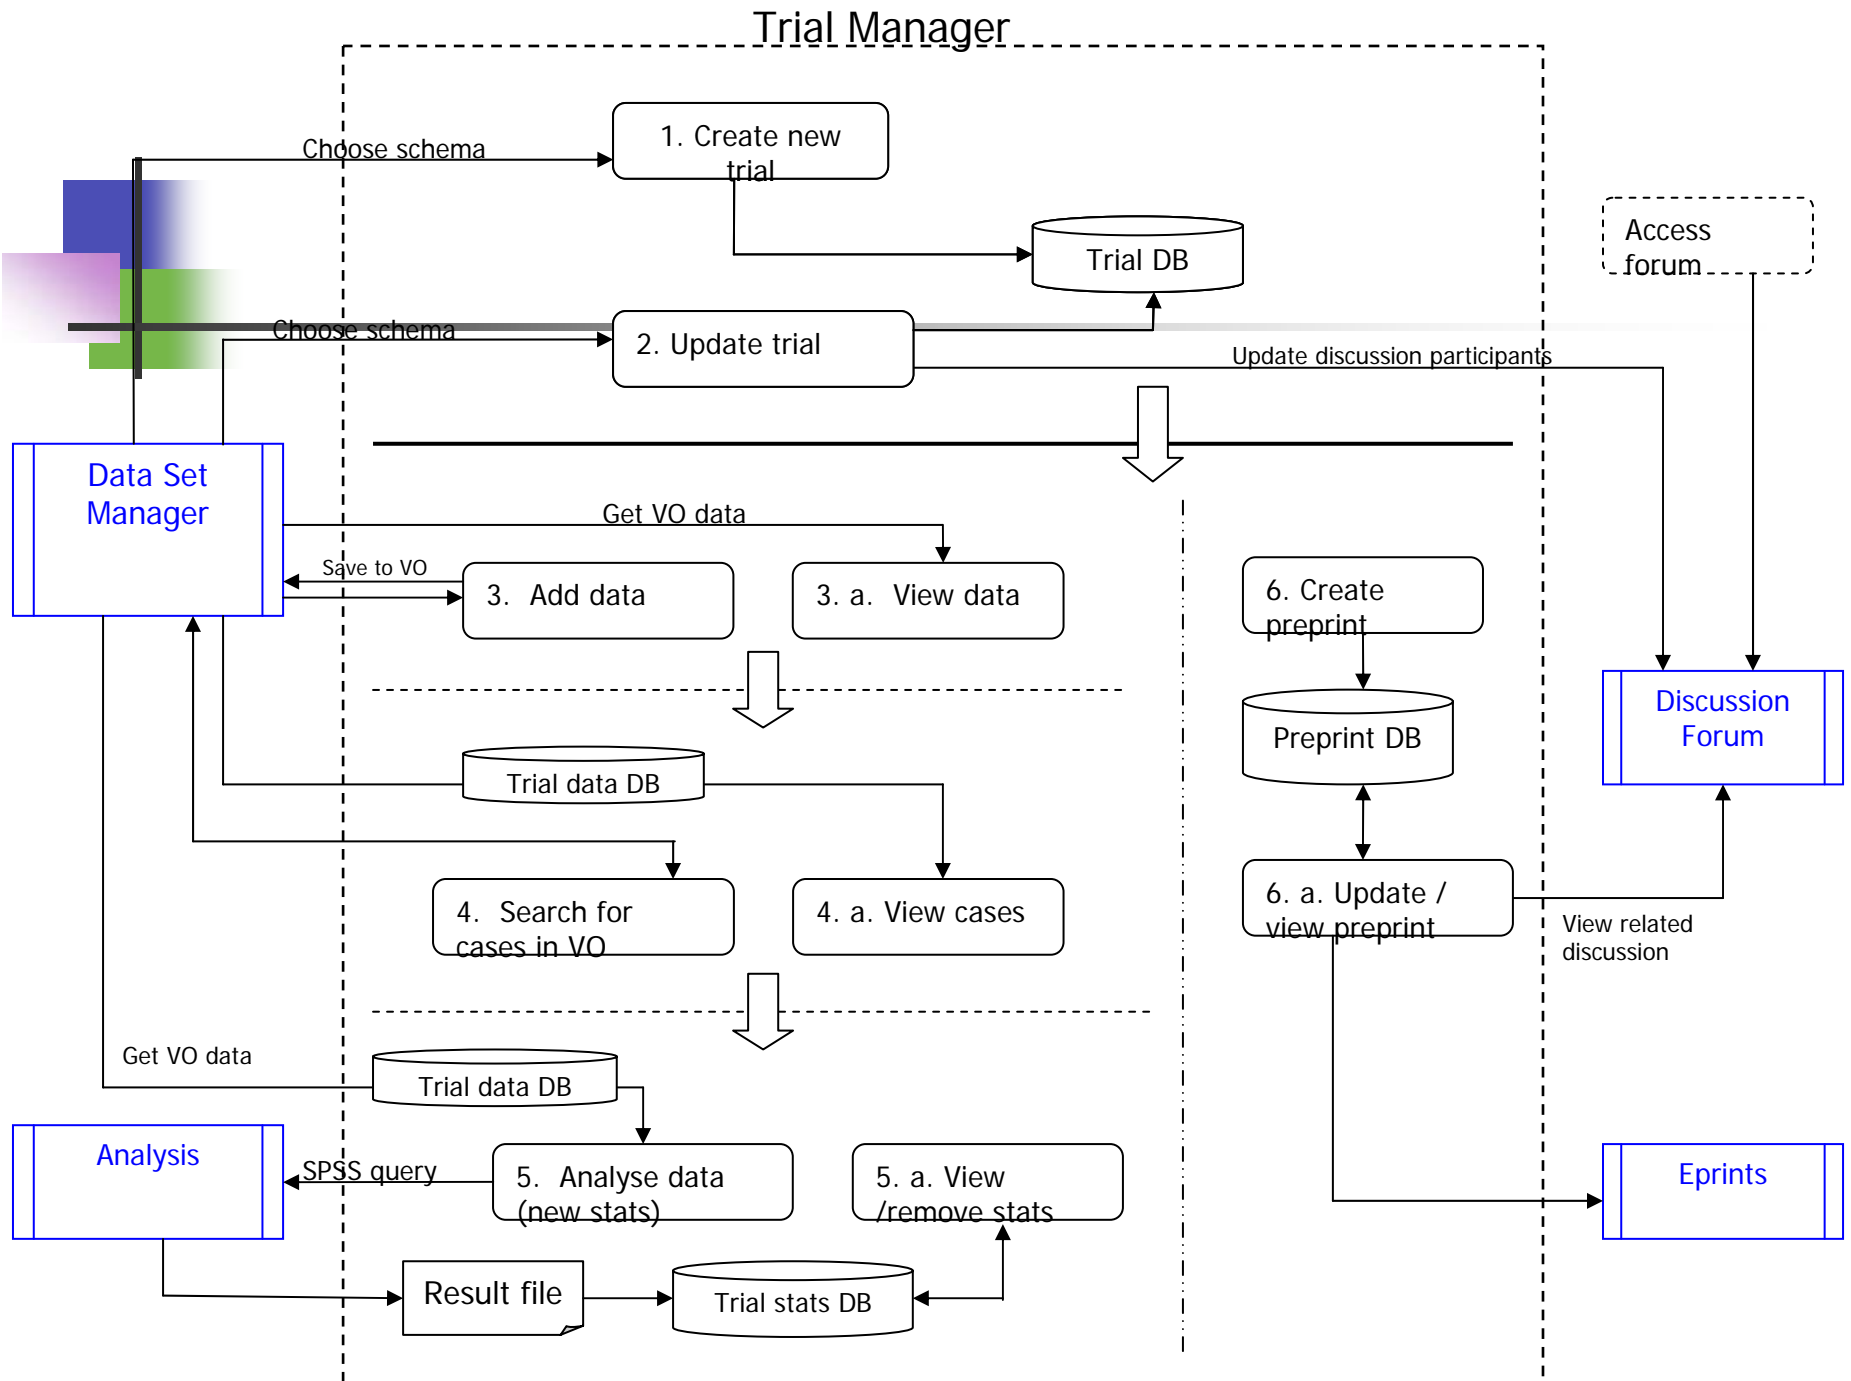 Trial Manager
Choose schema
1. Create new
trial
Access
forum
Trial DB
Choose schema
2. Update trial
Update discussion participants
Data Set
Manager
Get VO data
Save to VO
3.  Add data
3. a.  View data
6. Create
preprint
Discussion
Forum
Preprint DB
Trial data DB
4.  Search for
cases in VO
4. a. View cases
6. a. Update /
view preprint
View related
discussion
Get VO data
Trial data DB
Analysis
SPSS query
5.  Analyse data
(new stats)
5. a. View
/remove stats
Eprints
Result file
Trial stats DB